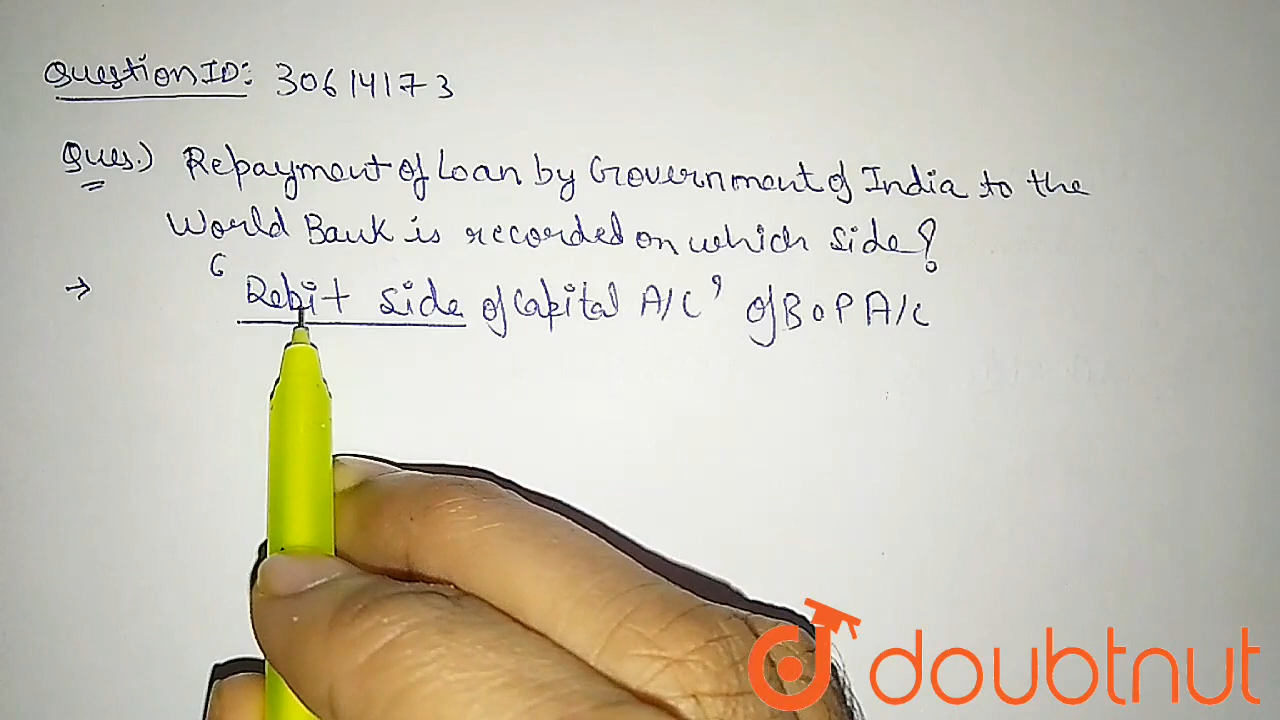 Question ID: 30614173
Ques.) Repayment of Loan by Government of India to the
World Bank is recorded on which side?
→ 'Debit side of Capital A/C' of BOP A/C
doubtnut